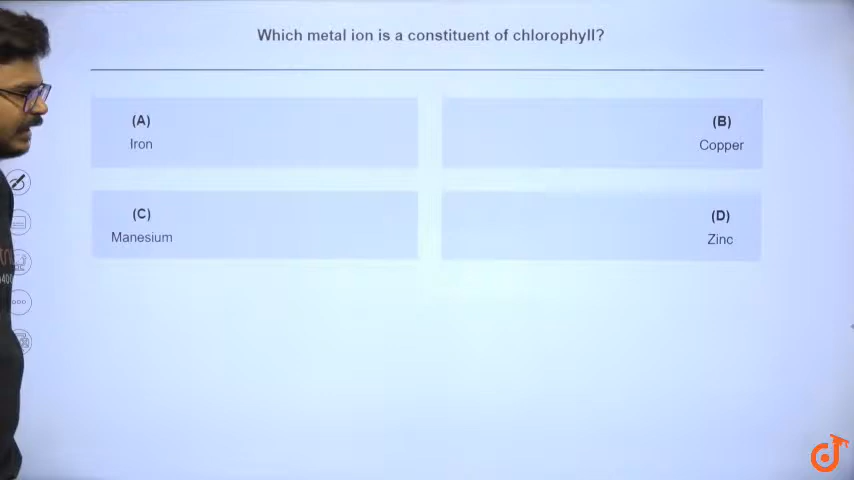 Which metal ion is a constituent of chlorophyll?
(A)
Iron
(B)
Copper
(C)
Manesium
(D)
Zinc